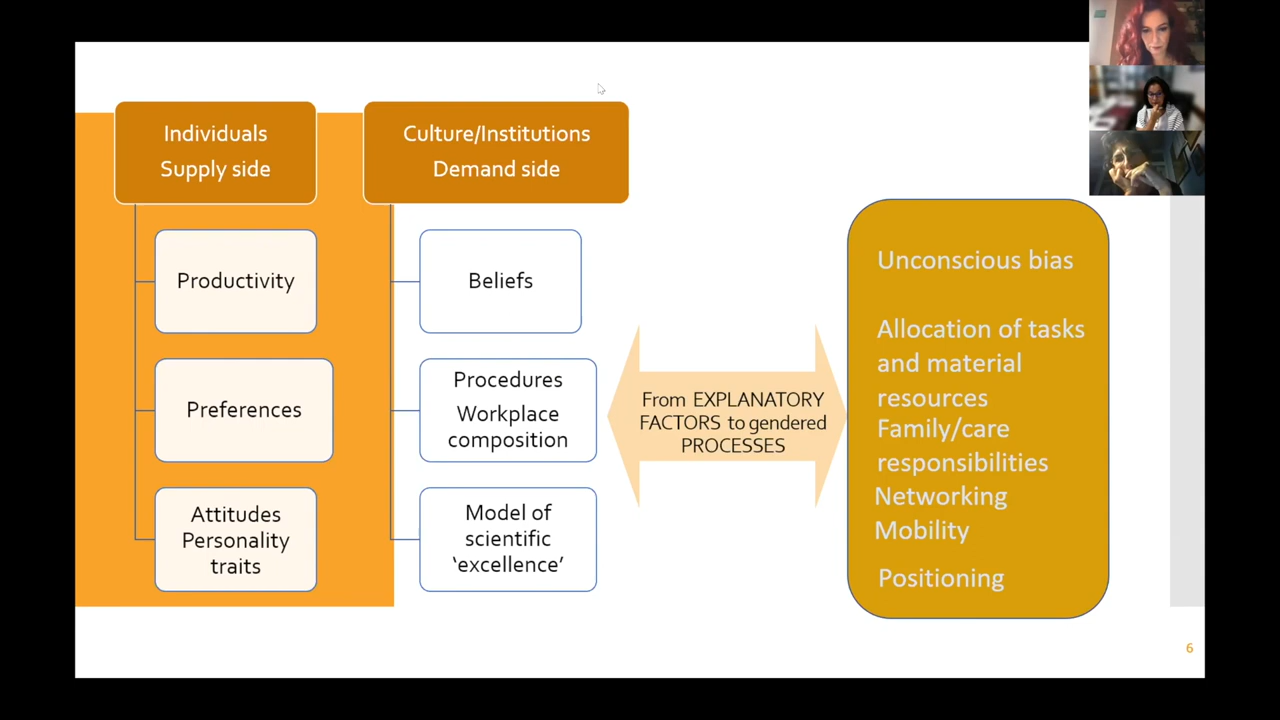 Individuals
Supply side
Productivity
Preferences
Attitudes
Personality
traits
Culture/Institutions
Demand side
Beliefs
Procedures
Workplace
composition
Model of
scientific
‘excellence’
From EXPLANATORY
FACTORS to gendered
PROCESSES
Unconscious bias
Allocation of tasks
and material
resources
Family/care
responsibilities
Networking
Mobility
Positioning
6